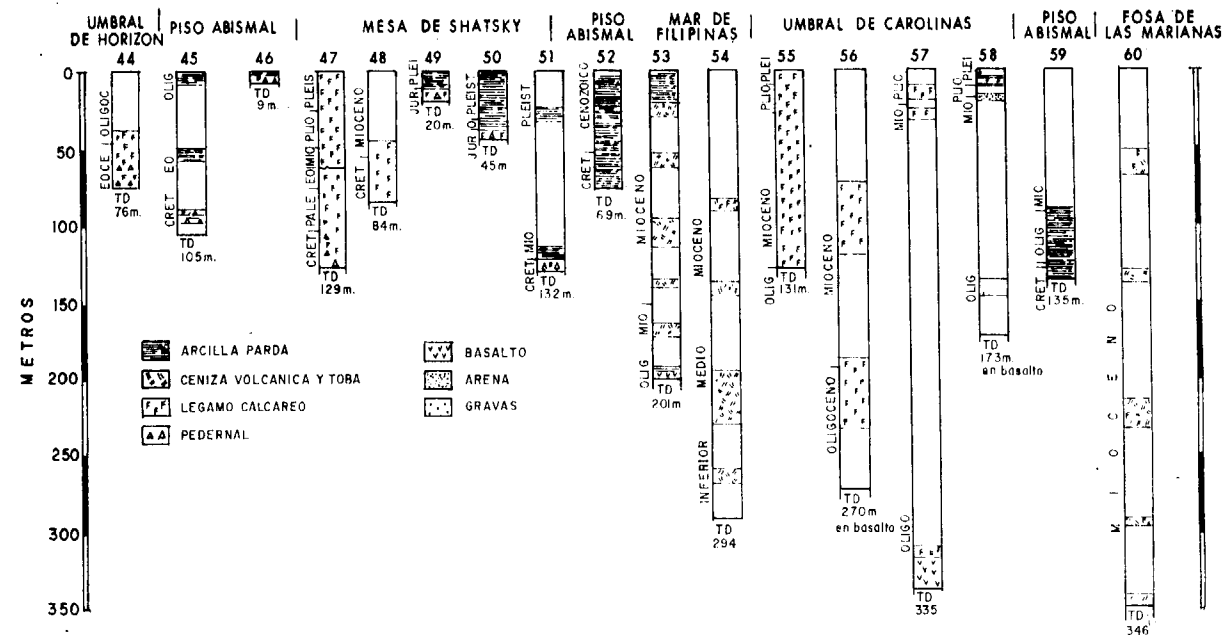 UMBRAL DE HORIZON
PISO ABISMAL
MESA DE SHATSKY
PISO ABISMAL
MAR DE FILIPINAS
UMBRAL DE CAROLINAS
PISO ABISMAL
FOSA DE LAS MARIANAS
44 45 46 47 48 49 50 51 52 53 54 55 56 57 58 59 60
METROS
0
50
100
150
200
250
300
350
EOCE OLIGOC
TD
76m.
CRET EO OLIG
TD
105m.
TD
9m.
CRET PALE EO MIO PLIO PLEIS
TD
129m.
CRET MIOCENO
TD
84m.
JUR PLEI
TD
20m.
JUR PLEIST
TD
45m
CRET MIO PLEIST
TD
132m.
CRET CENOZOICO
TD
69m.
OLIG MIO MIOCENO
TD
201m
INFERIOR MEDIO MIOCENO
TD
294
OLIG MIOCENO PLIO PLEI
TD
131m.
OLIGOCENO MIOCENO
TD
270m
en basalto
OLIGO MIO PLIO
TD
335
OLIG MIO PLIO PLEI
TD
173m.
en basalto
CRET OLIG MIC
TD
135m.
MIOCENO
TD
346
ARCILLA PARDA
CENIZA VOLCANICA Y TOBA
LEGAMO CALCAREO
PEDERNAL
BASALTO
ARENA
GRAVAS